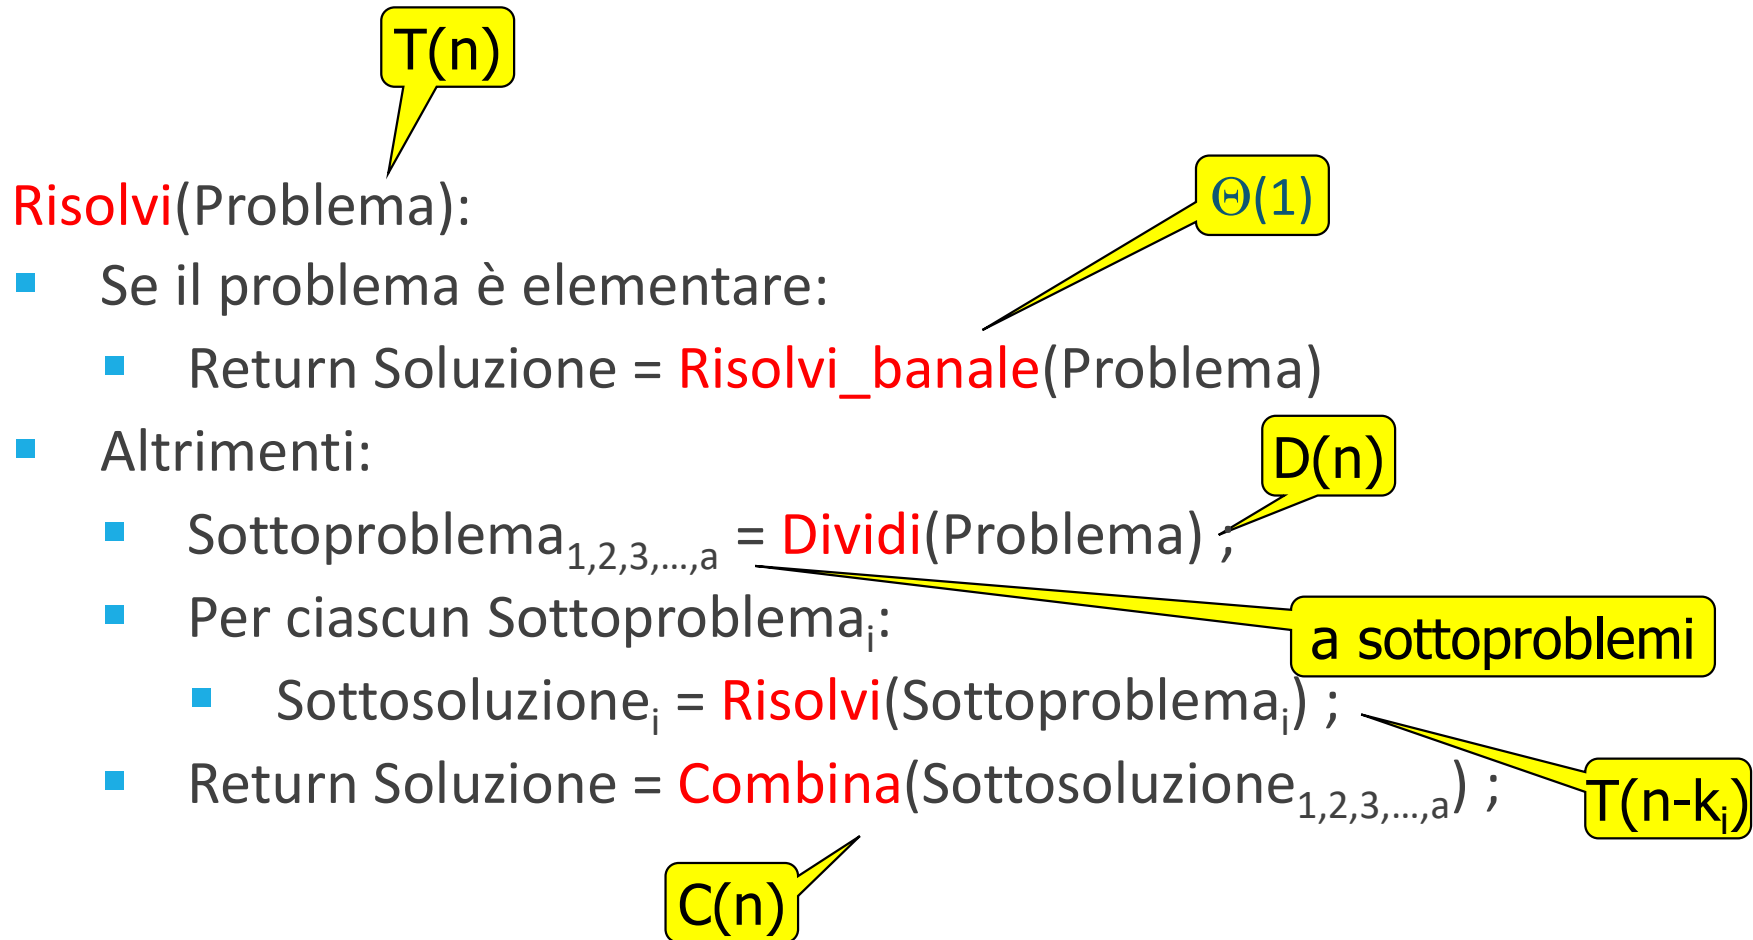 T(n)
Risolvi(Problema):
Θ(1)
Se il problema è elementare:
Return Soluzione = Risolvi_banale(Problema)
Altrimenti:
D(n)
Sottoproblema1,2,3,…,a = Dividi(Problema) ;
Per ciascun Sottoproblemai:
a sottoproblemi
Sottosoluzionei = Risolvi(Sottoproblemai) ;
Return Soluzione = Combina(Sottosoluzione1,2,3,…,a) ;
T(n-ki)
C(n)